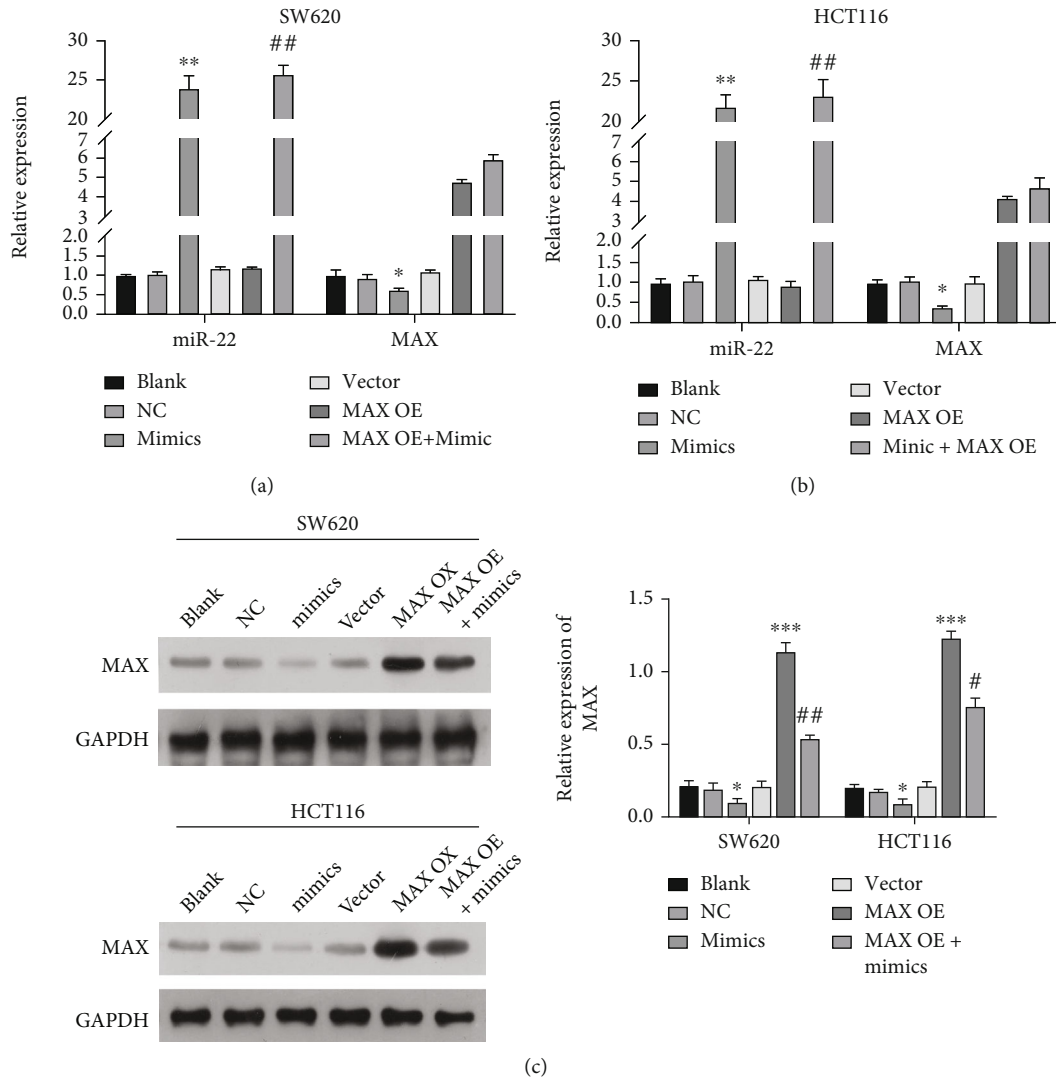 SW620
Relative expression
30
25
20
7
6
5
4
3
2.0
1.5
1.0
0.5
0.0
**
##
*
miR-22
MAX
Blank
NC
Mimics
Vector
MAX OE
MAX OE+Mimic
(a)
HCT116
Relative expression
30
25
20
7
6
5
4
3
2.0
1.5
1.0
0.5
0.0
**
##
*
miR-22
MAX
Blank
NC
Mimics
Vector
MAX OE
Minic + MAX OE
(b)
SW620
Blank
NC
mimics
Vector
MAX OX
MAX OE
+ mimics
MAX
GAPDH
HCT116
Blank
NC
mimics
Vector
MAX OX
MAX OE
+ mimics
MAX
GAPDH
Relative expression of
MAX
1.5
1.0
0.5
0.0
*
***
##
*
***
#
SW620
HCT116
Blank
NC
Mimics
Vector
MAX OE
MAX OE +
mimics
(c)